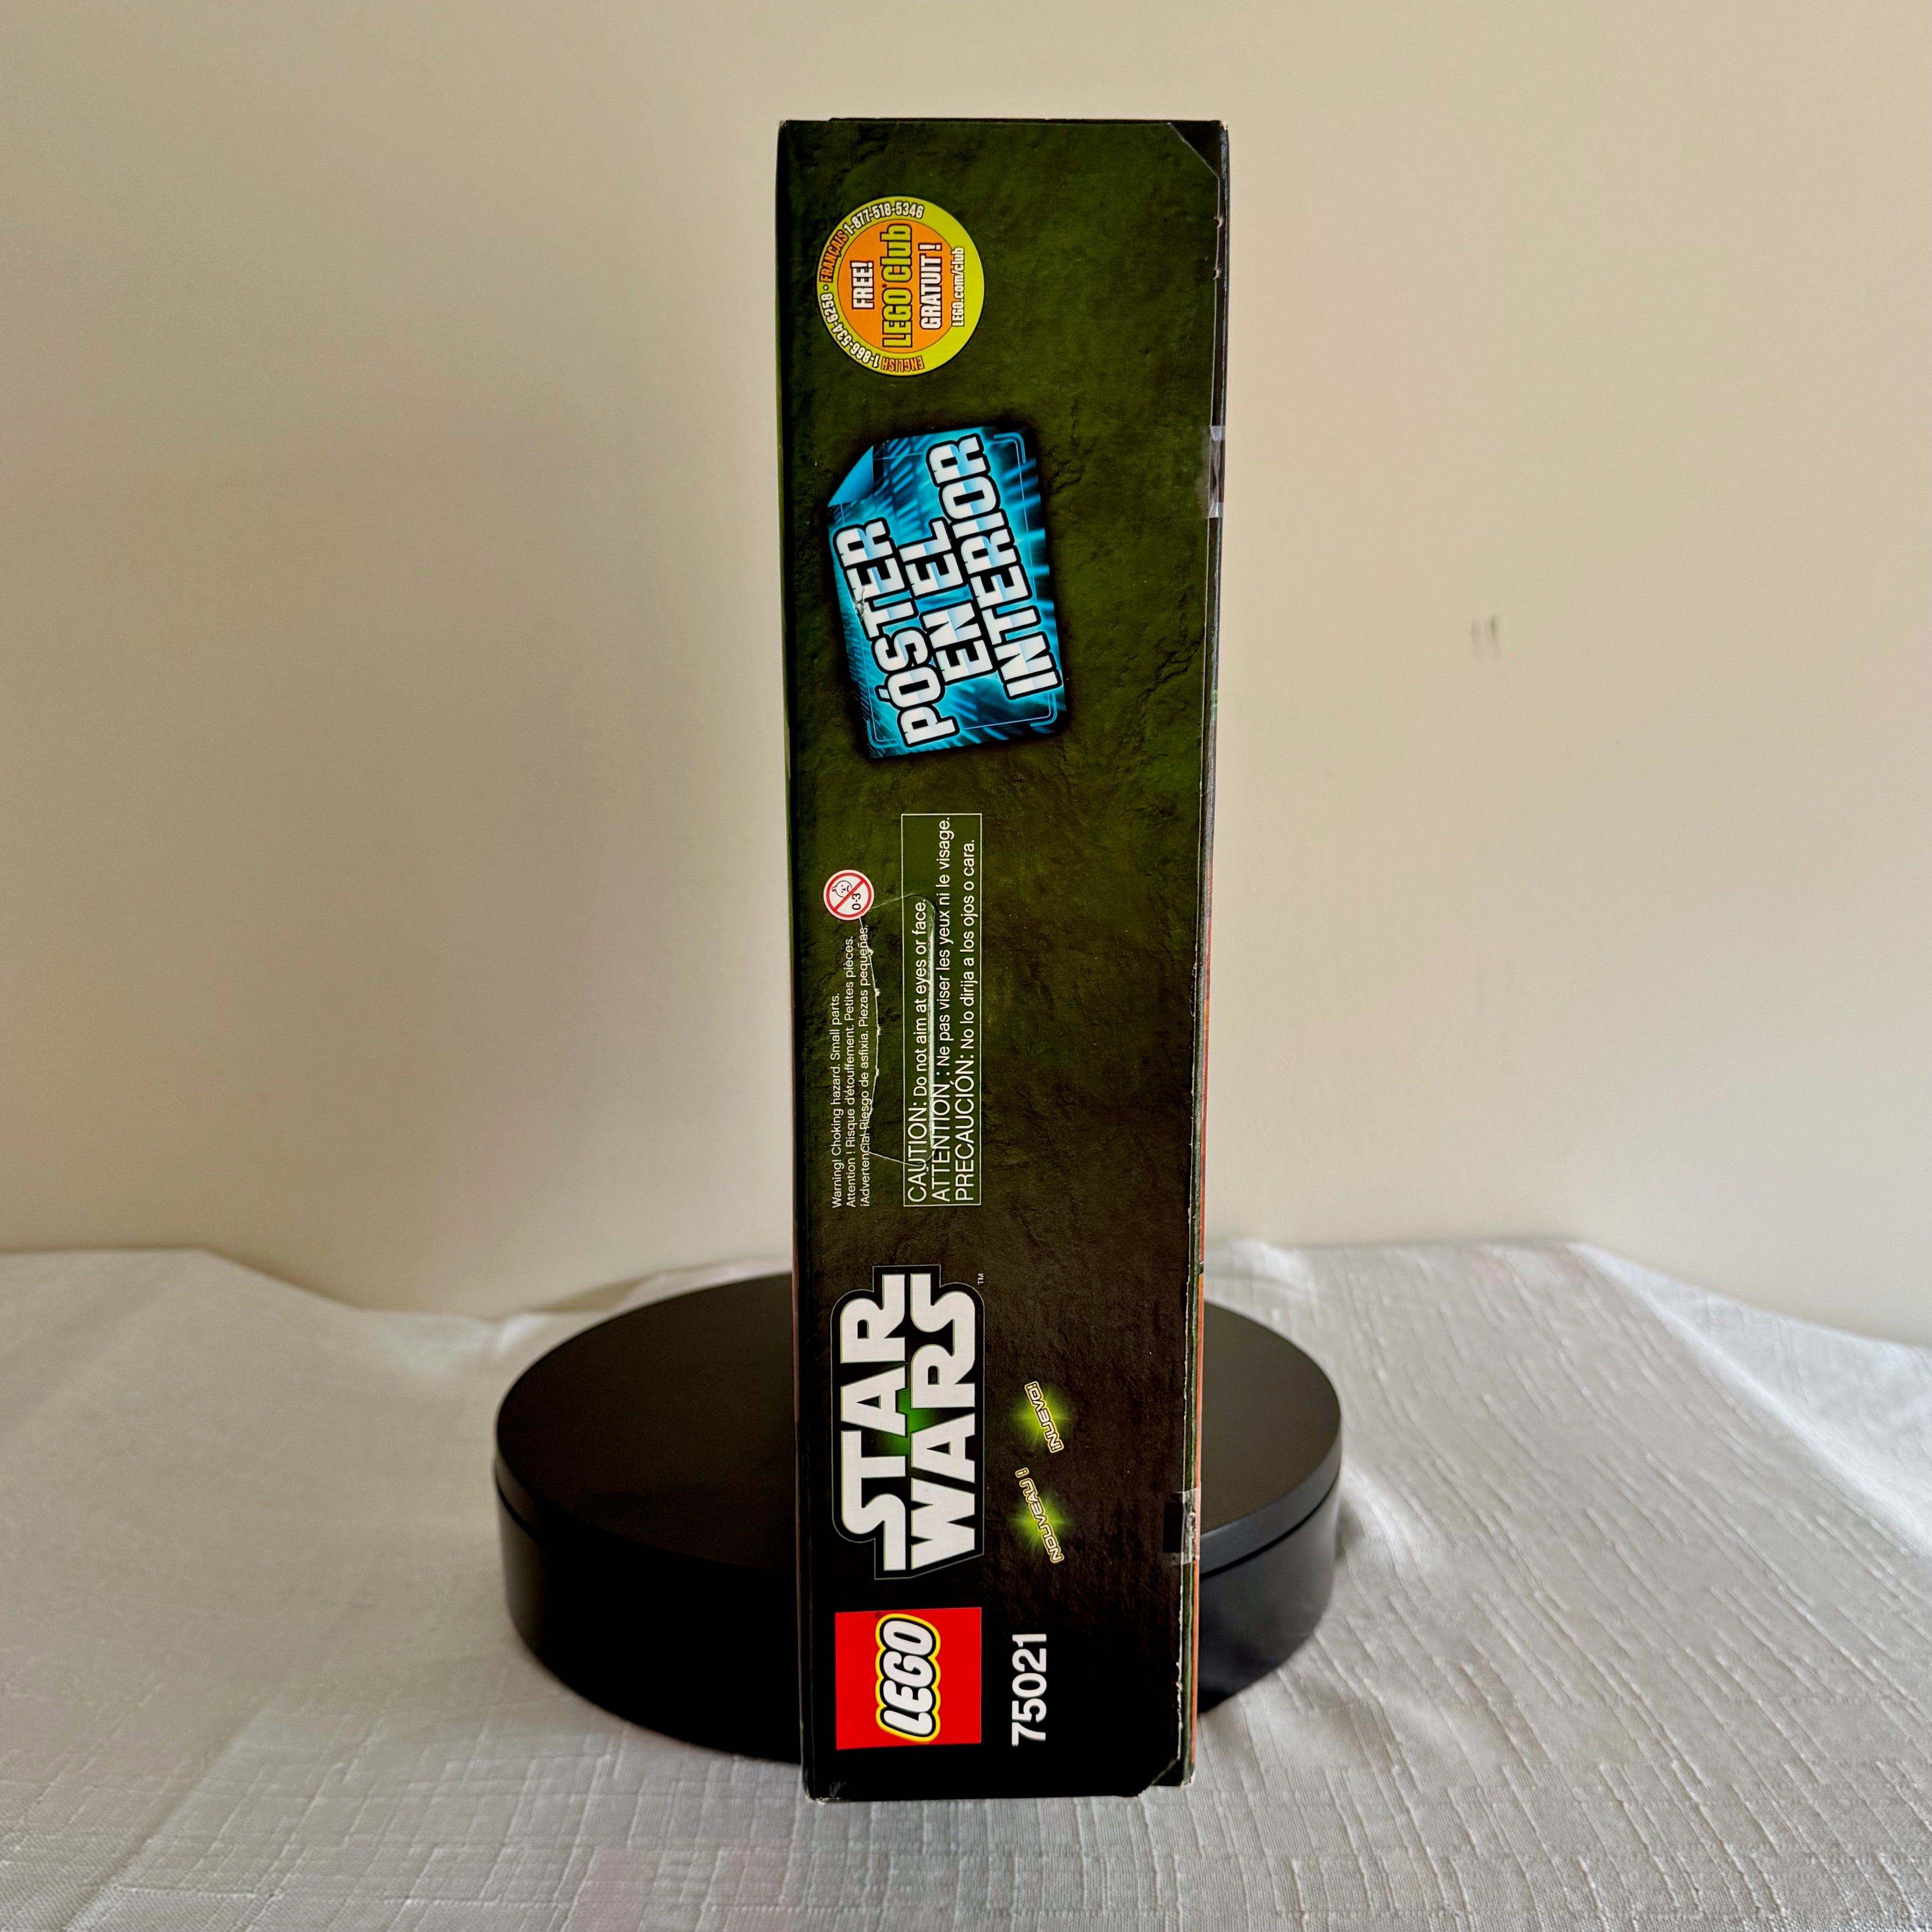 LEGO
75021
STAR
WARS
™
NOUVEAU !
¡NUEVO!
Warning! Choking hazard. Small parts.
Attention ! Risque d'étouffement. Petites pièces.
¡Advertencia! Riesgo de asfixia. Piezas pequeñas.
0-3
CAUTION: Do not aim at eyes or face.
ATTENTION : Ne pas viser les yeux ni le visage.
PRECAUCIÓN: No lo dirija a los ojos o cara.
PÓSTER
EN EL
INTERIOR
ENGLISH 1-866-534-6258 • FRANÇAIS 1-877-518-5346
FREE!
LEGO® Club
GRATUIT !
LEGO.com/club